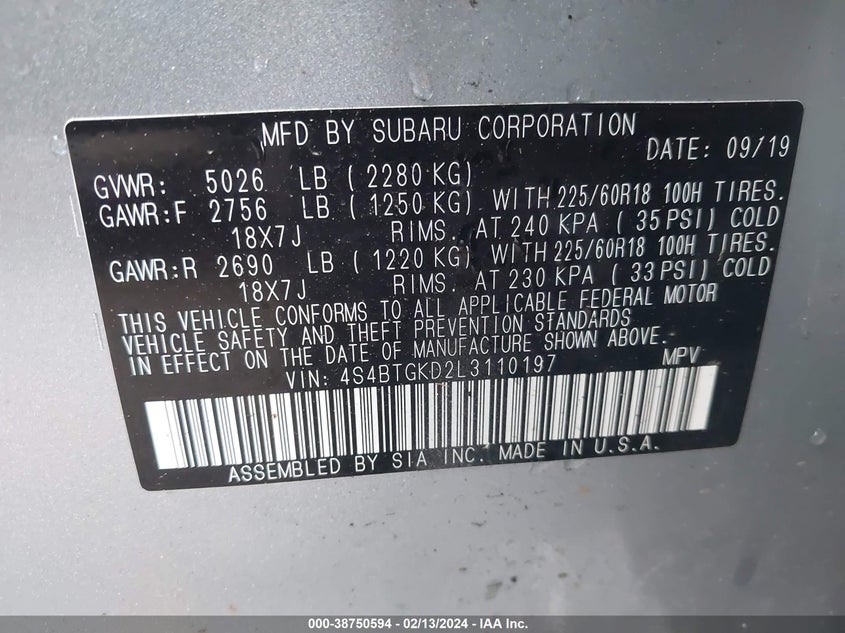 MFD BY SUBARU CORPORATION DATE: 09/19
GVWR: 5026 LB ( 2280 KG)
GAWR:F 2756 LB ( 1250 KG) WITH 225/60R18 100H TIRES.
18X7J RIMS. AT 240 KPA ( 35 PSI) COLD
GAWR:R 2690 LB ( 1220 KG) WITH 225/60R18 100H TIRES.
18X7J RIMS. AT 230 KPA ( 33 PSI) COLD
THIS VEHICLE CONFORMS TO ALL APPLICABLE FEDERAL MOTOR
VEHICLE SAFETY AND THEFT PREVENTION STANDARDS
IN EFFECT ON THE DATE OF MANUFACTURE SHOWN ABOVE.
VIN: 4S4BTGKD2L3110197 MPV
ASSEMBLED BY SIA INC. MADE IN U.S.A.
000-38750594 - 02/13/2024 - IAA Inc.